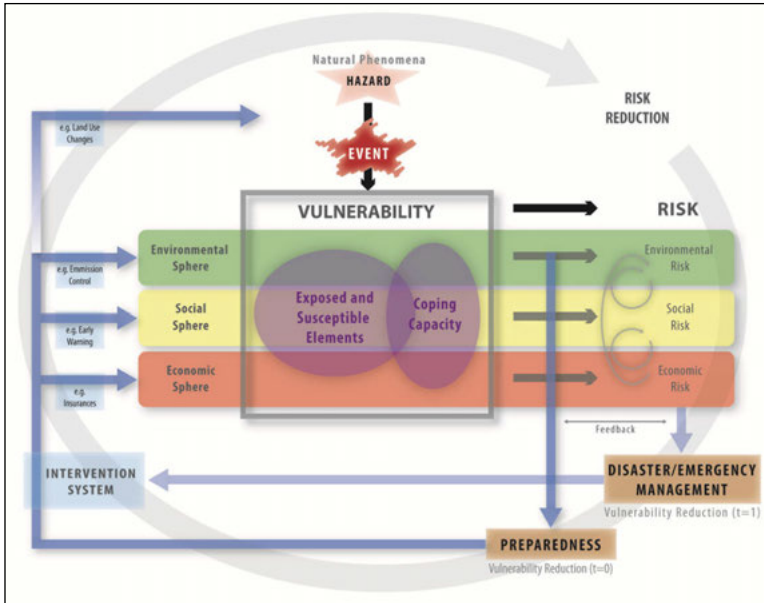 Natural Phenomena
HAZARD
EVENT
RISK
REDUCTION
e.g. Land Use
Changes
VULNERABILITY
RISK
Environmental
Sphere
e.g. Emmission
Control
Environmental
Risk
Exposed and
Susceptible
Elements
Coping
Capacity
Social
Sphere
e.g. Early
Warning
Social
Risk
Economic
Sphere
e.g.
Insurances
Economic
Risk
Feedback
INTERVENTION
SYSTEM
DISASTER/EMERGENCY
MANAGEMENT
Vulnerability Reduction (t=1)
PREPAREDNESS
Vulnerability Reduction (t=0)